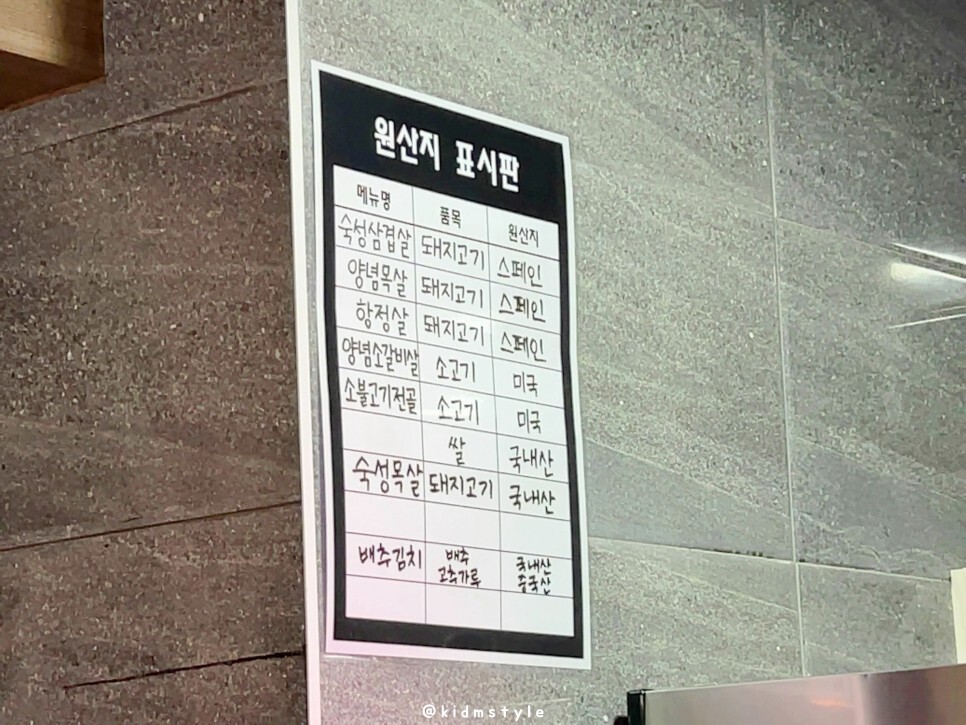 원산지 표시판
메뉴명 품목 원산지
숙성삼겹살 돼지고기 스페인
양념목살 돼지고기 스페인
항정살 돼지고기 스페인
양념소갈비살 소고기 미국
소불고기전골 소고기 미국
쌀 국내산
숙성목살 돼지고기 국내산
배추김치 배추 국내산
고추가루 중국산
@kidmstyle